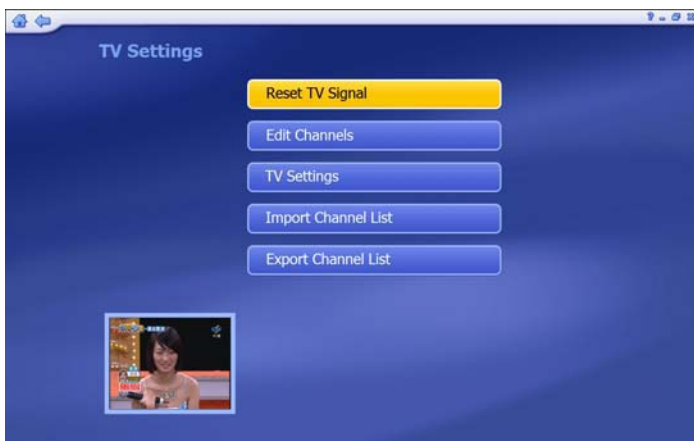 TV Settings
Reset TV Signal
Edit Channels
TV Settings
Import Channel List
Export Channel List